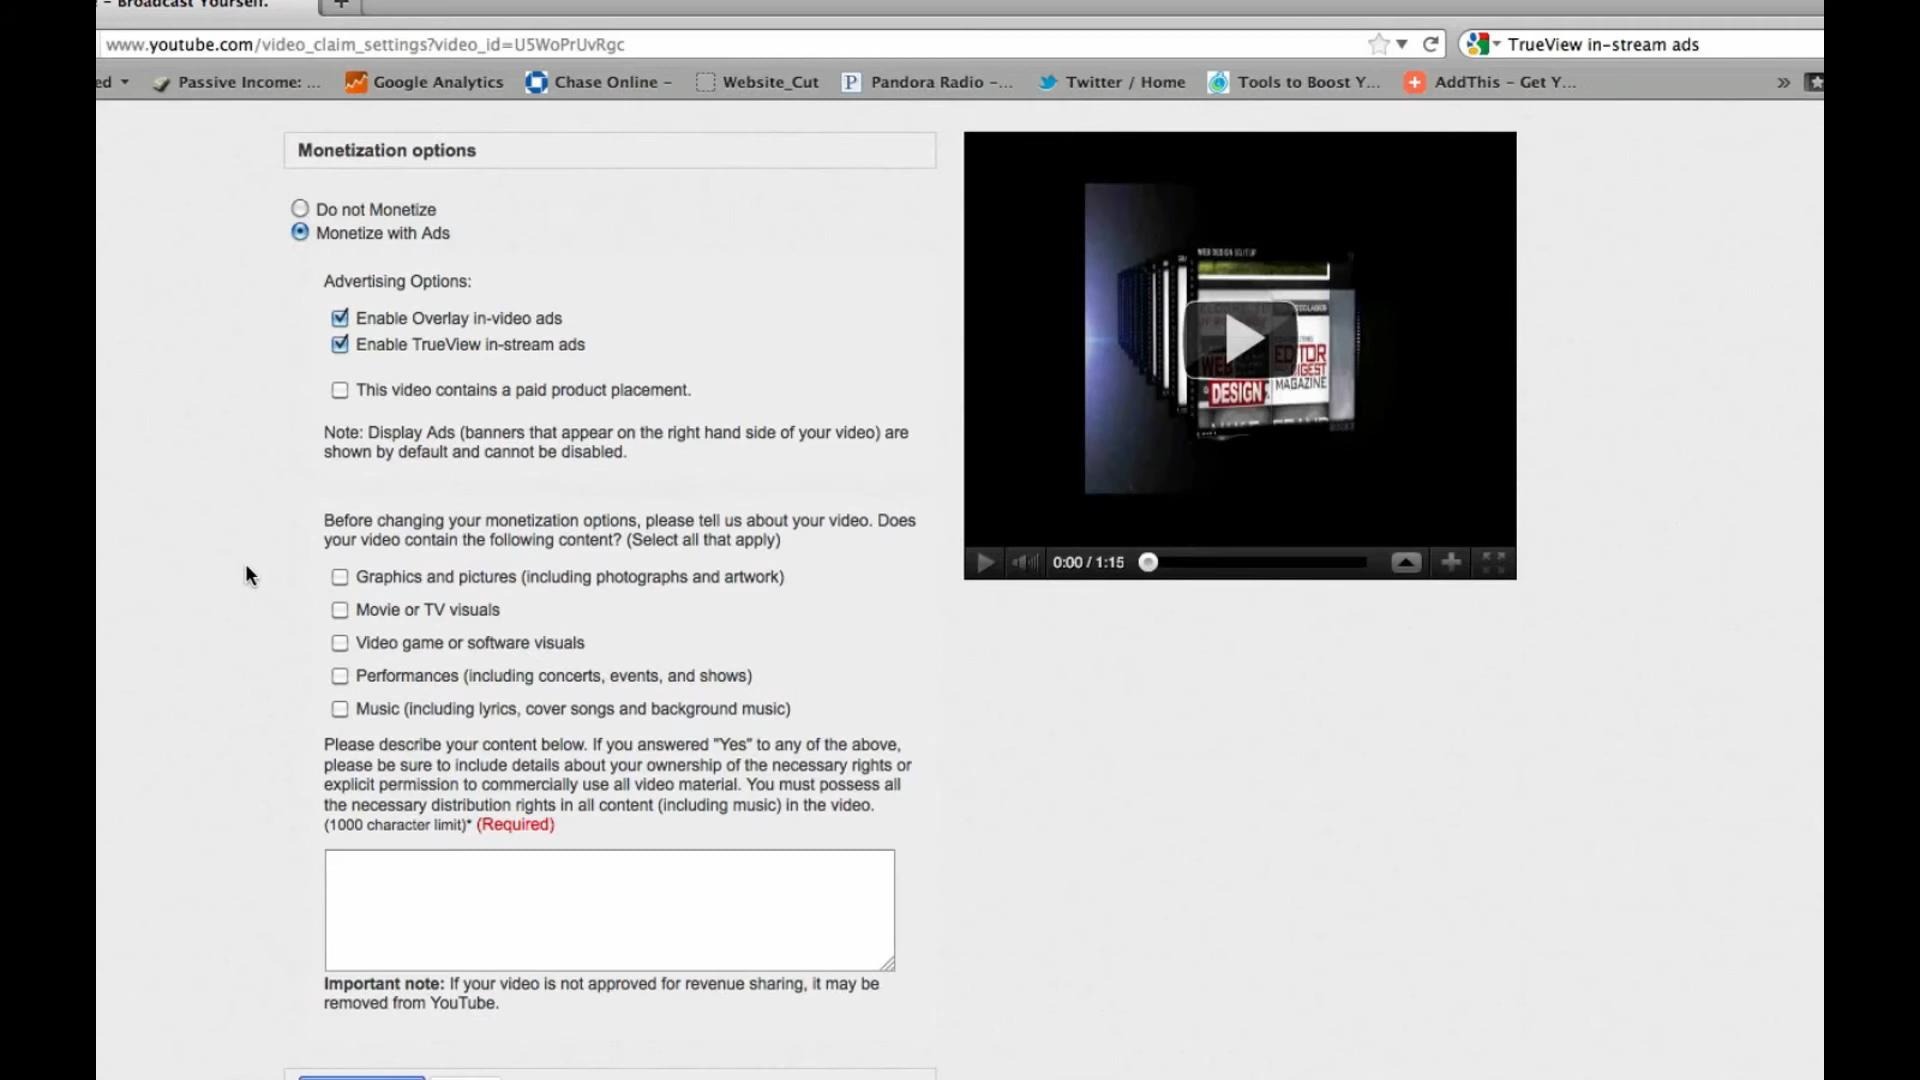 – Broadcast Yourself.
www.youtube.com/video_claim_settings?video_id=U5WoPrUvRgc
TrueView in-stream ads
ed
Passive Income: ...
Google Analytics
Chase Online –
Website_Cut
Pandora Radio –...
Twitter / Home
Tools to Boost Y...
AddThis – Get Y...
»
Monetization options
Do not Monetize
Monetize with Ads
Advertising Options:
Enable Overlay in-video ads
Enable TrueView in-stream ads
This video contains a paid product placement.
Note: Display Ads (banners that appear on the right hand side of your video) are
shown by default and cannot be disabled.
Before changing your monetization options, please tell us about your video. Does
your video contain the following content? (Select all that apply)
Graphics and pictures (including photographs and artwork)
Movie or TV visuals
Video game or software visuals
Performances (including concerts, events, and shows)
Music (including lyrics, cover songs and background music)
Please describe your content below. If you answered "Yes" to any of the above,
please be sure to include details about your ownership of the necessary rights or
explicit permission to commercially use all video material. You must possess all
the necessary distribution rights in all content (including music) in the video.
(1000 character limit)* (Required)
Important note: If your video is not approved for revenue sharing, it may be
removed from YouTube.
WEB
DESIGN
EDITOR
DIGEST
MAGAZINE
0:00 / 1:15